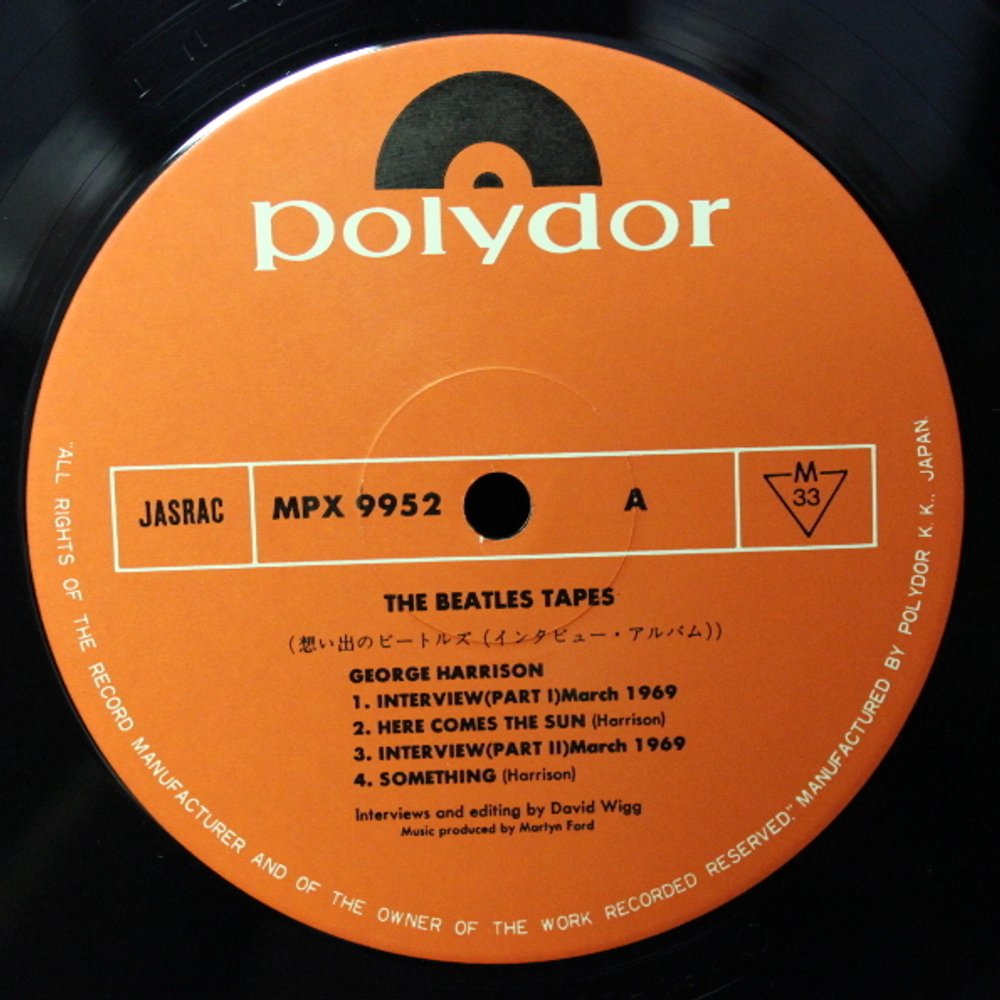 polydor
JASRAC
MPX 9952
A
M
33
THE BEATLES TAPES
(想い出のビートルズ (インタビュー・アルバム))
GEORGE HARRISON
1. INTERVIEW(PART I)March 1969
2. HERE COMES THE SUN (Harrison)
3. INTERVIEW(PART II)March 1969
4. SOMETHING (Harrison)
Interviews and editing by David Wigg
Music produced by Martyn Ford
"ALL RIGHTS OF THE RECORD MANUFACTURER AND OF THE OWNER OF THE WORK RECORDED RESERVED." MANUFACTURED BY POLYDOR K. K., JAPAN